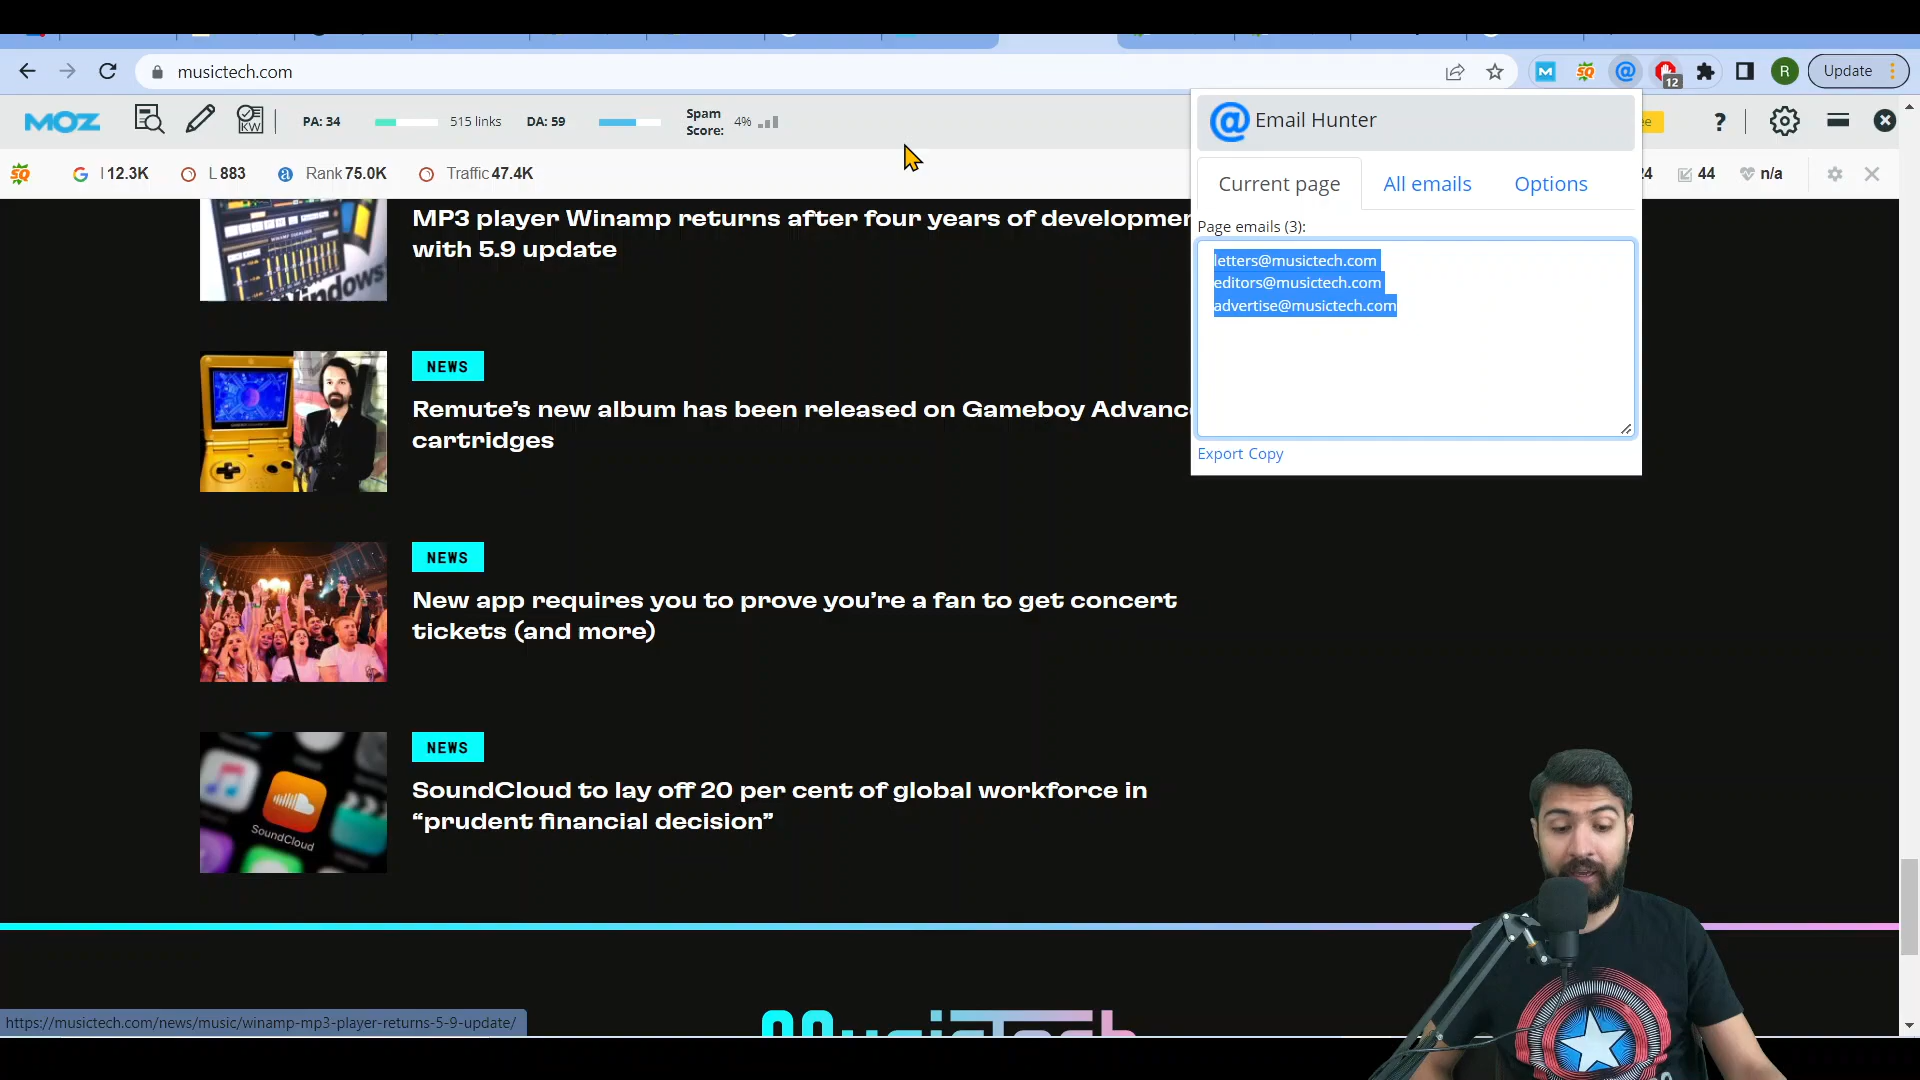 musictech.com
12
R
Update
MOZ
KW
PA: 34
515 links
DA: 59
Spam
Score:
4%
?
SQ
I 12.3K
L 883
Rank 75.0K
Traffic 47.4K
44
n/a
@ Email Hunter
Current page
All emails
Options
Page emails (3):
letters@musictech.com
editors@musictech.com
advertise@musictech.com
Export Copy
MP3 player Winamp returns after four years of
with 5.9 update
NEWS
Remute’s new album has been released on Gameboy
cartridges
NEWS
New app requires you to prove you’re a fan to get concert
tickets (and more)
NEWS
SoundCloud to lay off 20 per cent of global workforce in
“prudent financial decision”
SoundCloud
https://musictech.com/news/music/winamp-mp3-player-returns-5-9-update/
MusicTech